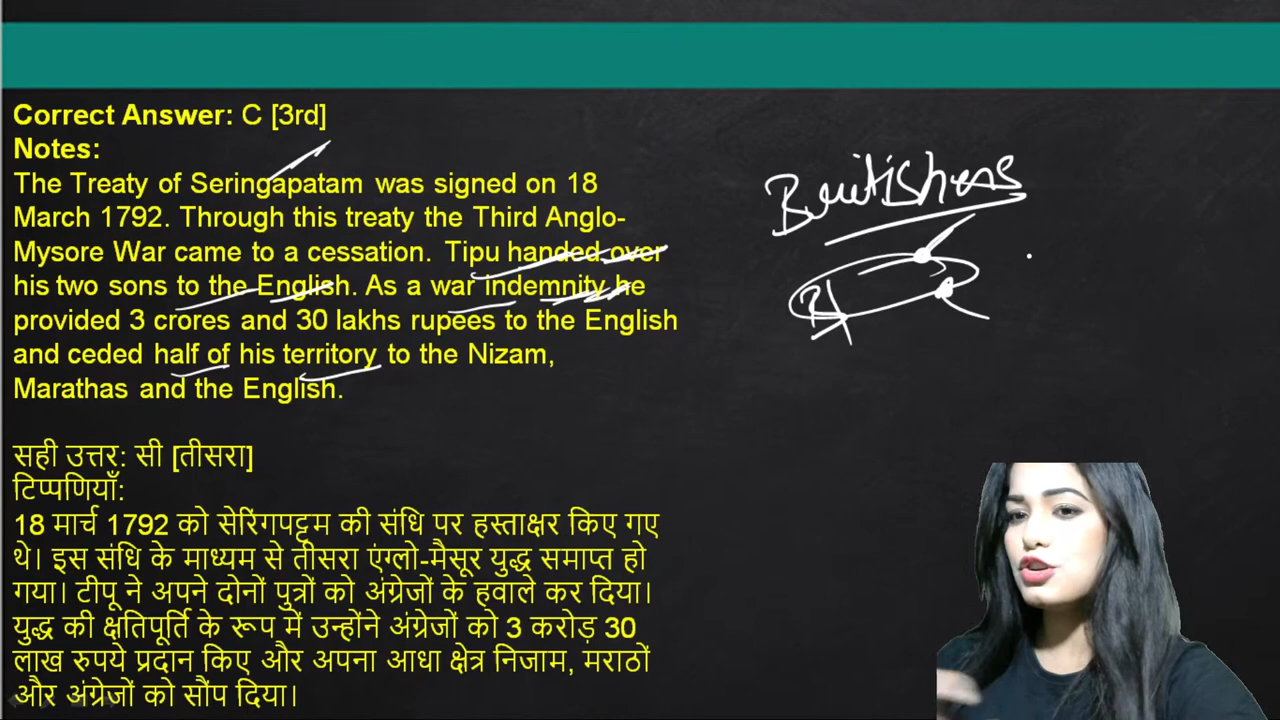 Correct Answer: C [3rd]
Notes:
The Treaty of Seringapatam was signed on 18
March 1792. Through this treaty the Third Anglo-
Mysore War came to a cessation. Tipu handed over
his two sons to the English. As a war indemnity he
provided 3 crores and 30 lakhs rupees to the English
and ceded half of his territory to the Nizam,
Marathas and the English.
Britishers
सही उत्तर: सी [तीसरा]
टिप्पणियाँ:
18 मार्च 1792 को सेरिंगपट्टम की संधि पर हस्ताक्षर किए गए
थे। इस संधि के माध्यम से तीसरा एंग्लो-मैसूर युद्ध समाप्त हो
गया। टीपू ने अपने दोनों पुत्रों को अंग्रेजों के हवाले कर दिया।
युद्ध की क्षतिपूर्ति के रूप में उन्होंने अंग्रेजों को 3 करोड़ 30
लाख रुपये प्रदान किए और अपना आधा क्षेत्र निजाम, मराठों
और अंग्रेजों को सौंप दिया।